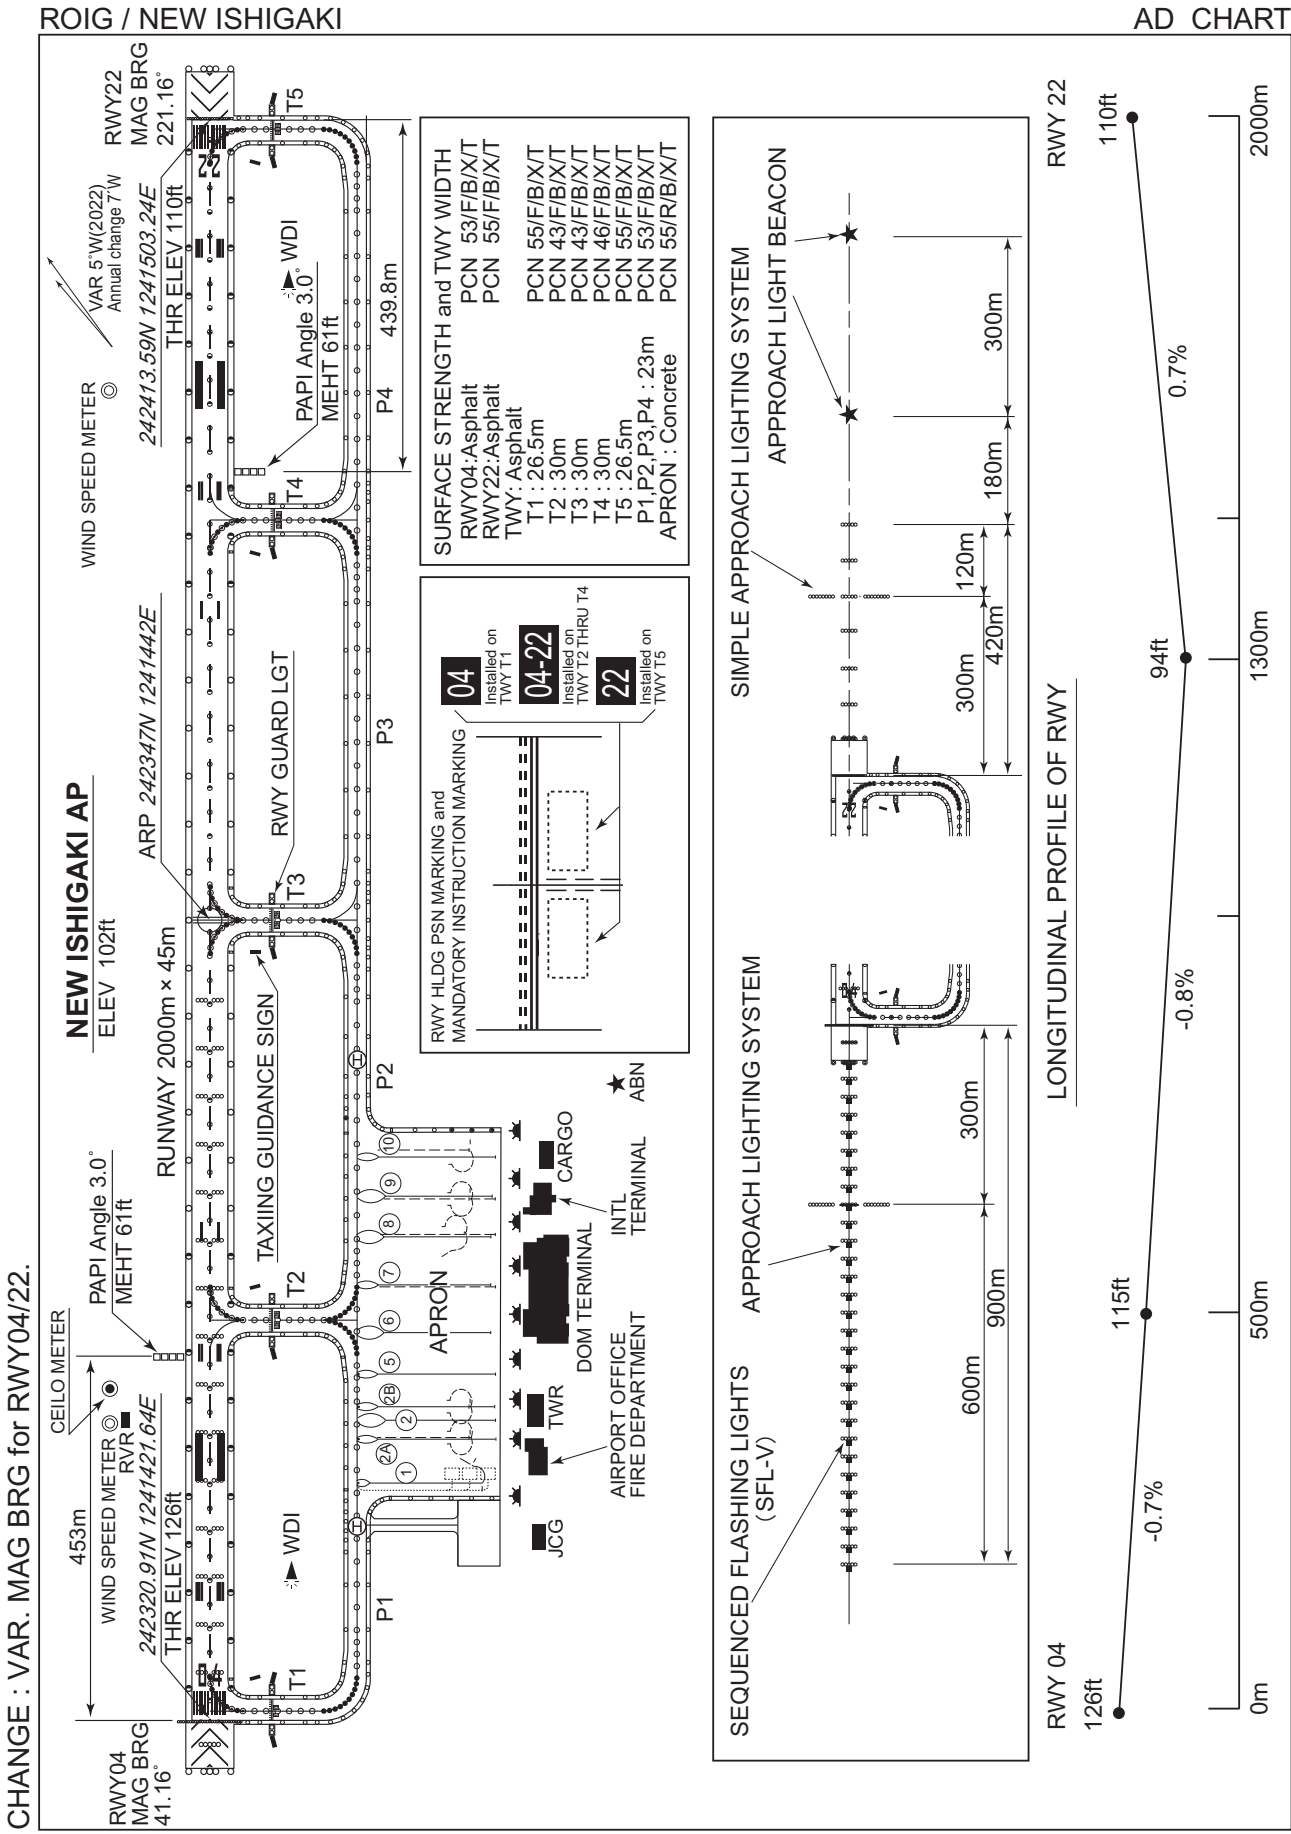 ROIG / NEW ISHIGAKI
AD CHART
CHANGE : VAR. MAG BRG for RWY04/22.
NEW ISHIGAKI AP
ELEV 102ft
RWY04
MAG BRG
41.16°
453m
WIND SPEED METER
RVR
CEILO METER
242320.91N 1241421.64E
THR ELEV 126ft
PAPI Angle 3.0°
MEHT 61ft
RUNWAY 2000m × 45m
ARP 242347N 1241442E
WIND SPEED METER
VAR 5°W(2022)
Annual change 7'W
242413.59N 1241503.24E
THR ELEV 110ft
RWY22
MAG BRG
221.16°
04
22
WDI
TAXIING GUIDANCE SIGN
RWY GUARD LGT
PAPI Angle 3.0°
MEHT 61ft
WDI
T1
T2
T3
T4
T5
439.8m
P1
P2
P3
P4
H
H
1
2A
2
2B
5
6
7
8
9
10
APRON
JCG
AIRPORT OFFICE
FIRE DEPARTMENT
TWR
DOM TERMINAL
INTL
TERMINAL
CARGO
ABN
RWY HLDG PSN MARKING and
MANDATORY INSTRUCTION MARKING
04
Installed on
TWY T1
04-22
Installed on
TWY T2 THRU T4
22
Installed on
TWY T5
SURFACE STRENGTH and TWY WIDTH
RWY04:Asphalt PCN 53/F/B/X/T
RWY22:Asphalt PCN 55/F/B/X/T
TWY: Asphalt
T1 : 26.5m PCN 55/F/B/X/T
T2 : 30m PCN 43/F/B/X/T
T3 : 30m PCN 43/F/B/X/T
T4 : 30m PCN 46/F/B/X/T
T5 : 26.5m PCN 55/F/B/X/T
P1,P2,P3,P4 : 23m PCN 53/F/B/X/T
APRON : Concrete PCN 55/R/B/X/T
SEQUENCED FLASHING LIGHTS
(SFL-V)
APPROACH LIGHTING SYSTEM
SIMPLE APPROACH LIGHTING SYSTEM
APPROACH LIGHT BEACON
04
22
600m
300m
900m
300m
120m
420m
180m
300m
LONGITUDINAL PROFILE OF RWY
RWY 04
126ft
115ft
94ft
RWY 22
110ft
-0.7%
-0.8%
0.7%
0m
500m
1300m
2000m